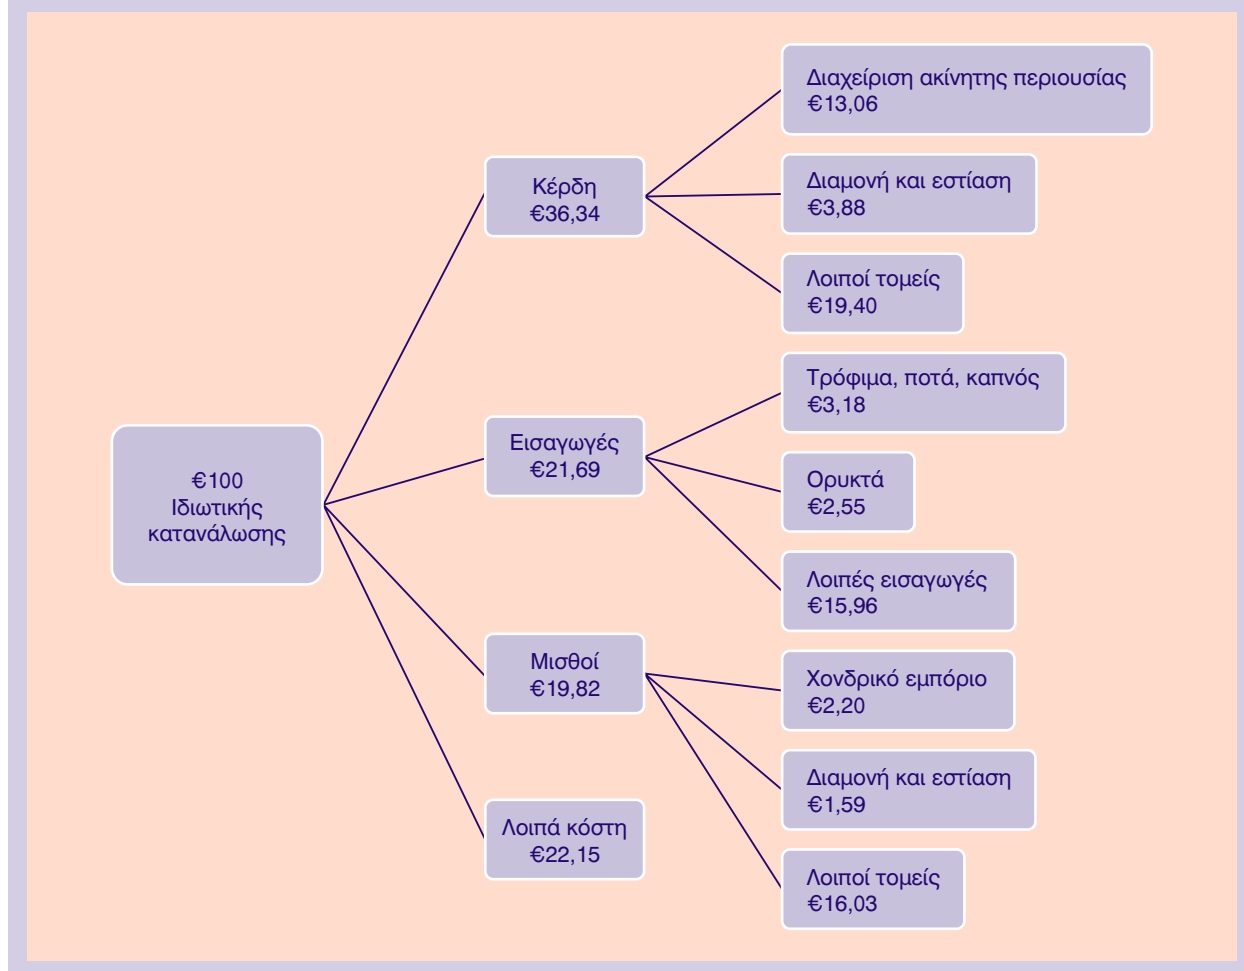 €100
Ιδιωτικής
κατανάλωσης
Κέρδη
€36,34
Διαχείριση ακίνητης περιουσίας
€13,06
Διαμονή και εστίαση
€3,88
Λοιποί τομείς
€19,40
Εισαγωγές
€21,69
Τρόφιμα, ποτά, καπνός
€3,18
Ορυκτά
€2,55
Λοιπές εισαγωγές
€15,96
Μισθοί
€19,82
Χονδρικό εμπόριο
€2,20
Διαμονή και εστίαση
€1,59
Λοιποί τομείς
€16,03
Λοιπά κόστη
€22,15